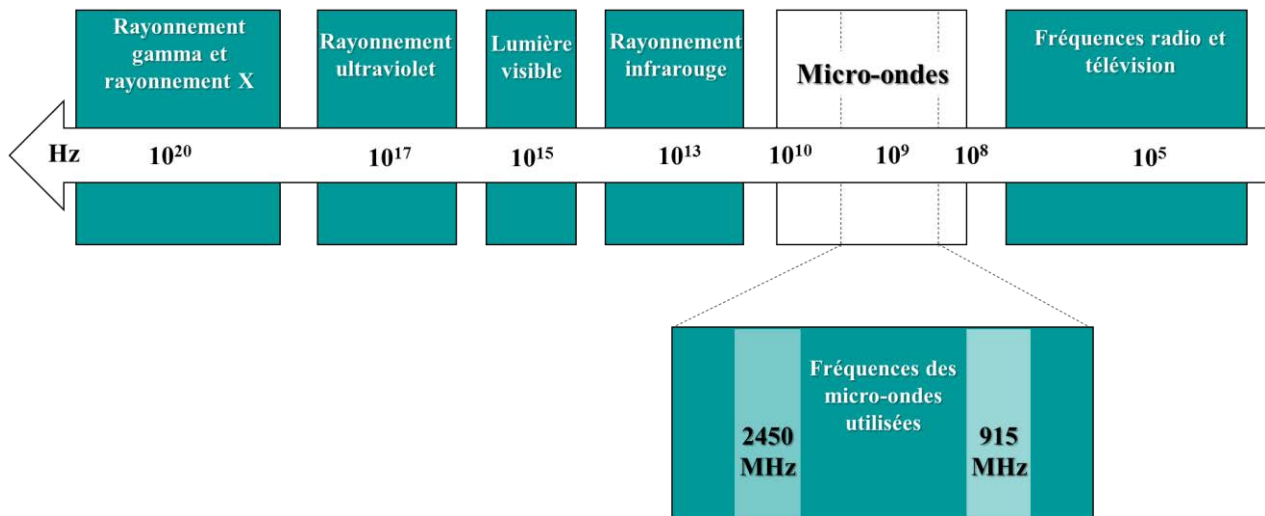 Rayonnement
gamma et
rayonnement X
Rayonnement
ultraviolet
Lumière
visible
Rayonnement
infrarouge
Micro-ondes
Fréquences radio et
télévision
Hz 10²⁰ 10¹⁷ 10¹⁵ 10¹³ 10¹⁰ 10⁹ 10⁸ 10⁵
Fréquences des
micro-ondes
utilisées
2450
MHz
915
MHz